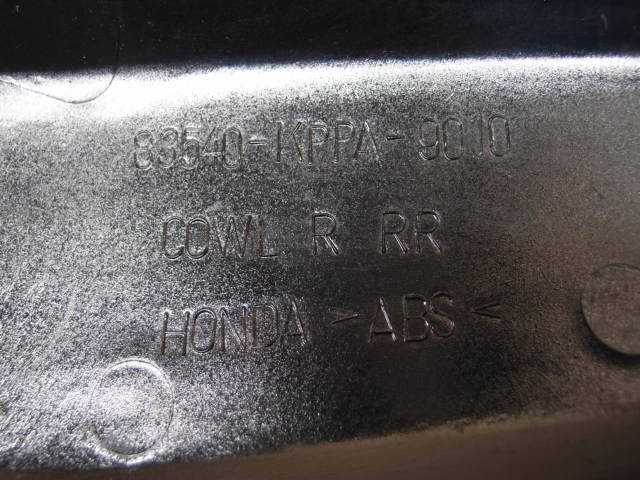 83540-KPPA-9000
COWL R RR
HONDA >ABS<